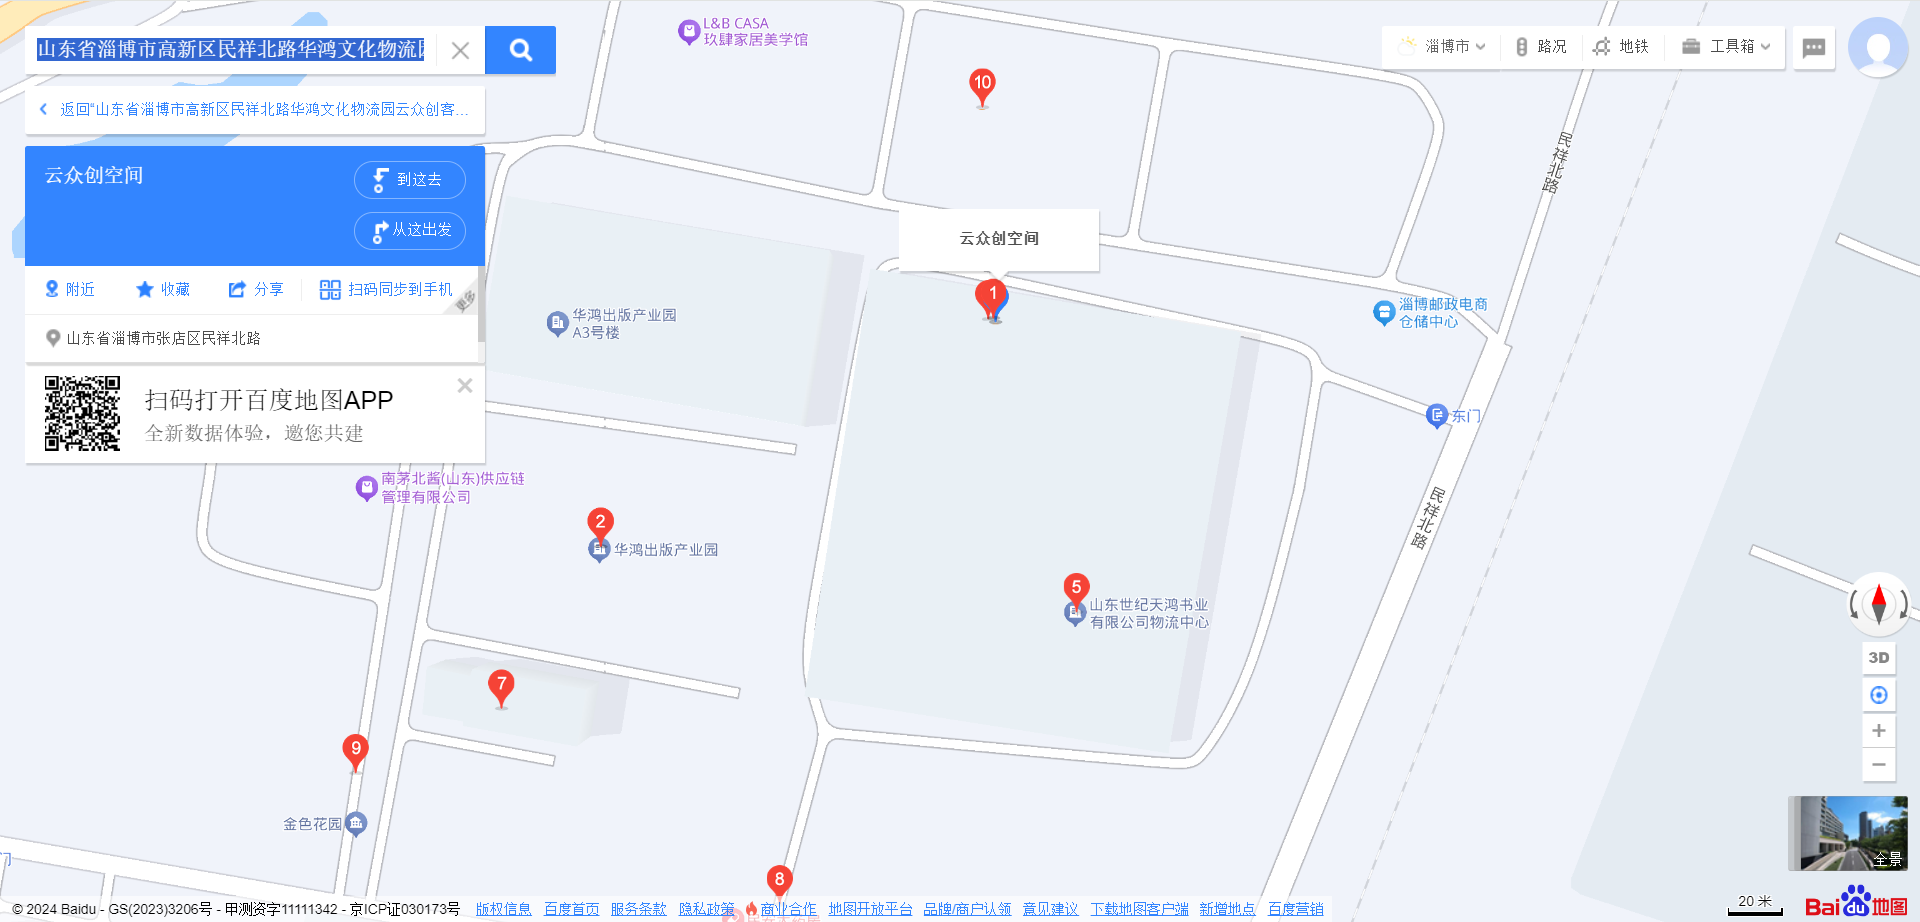 山东省淄博市高新区民祥北路华鸿文化物流
返回"山东省淄博市高新区民祥北路华鸿文化物流园云众创客...
云众创空间
到这去
从这出发
附近
收藏
分享
扫码同步到手机
山东省淄博市张店区民祥北路
扫码打开百度地图APP
全新数据体验，邀您共建
L&B CASA
玖肆家居美学馆
10
淄博市
路况
地铁
工具箱
民祥北路
云众创空间
1
华鸿出版产业园
A3号楼
淄博邮政电商
仓储中心
东门
南茅北酱(山东)供应链
管理有限公司
2
华鸿出版产业园
民祥北路
5
山东世纪天鸿书业
有限公司物流中心
7
9
金色花园
8
门
3D
全景
20 米
Bai du 地图
© 2024 Baidu - GS(2023)3206号 - 甲测资字11111342 - 京ICP证030173号 版权信息 百度首页 服务条款 隐私政策 商业合作 地图开放平台 品牌/商户认领 意见建议 下载地图客户端 新增地点 百度营销